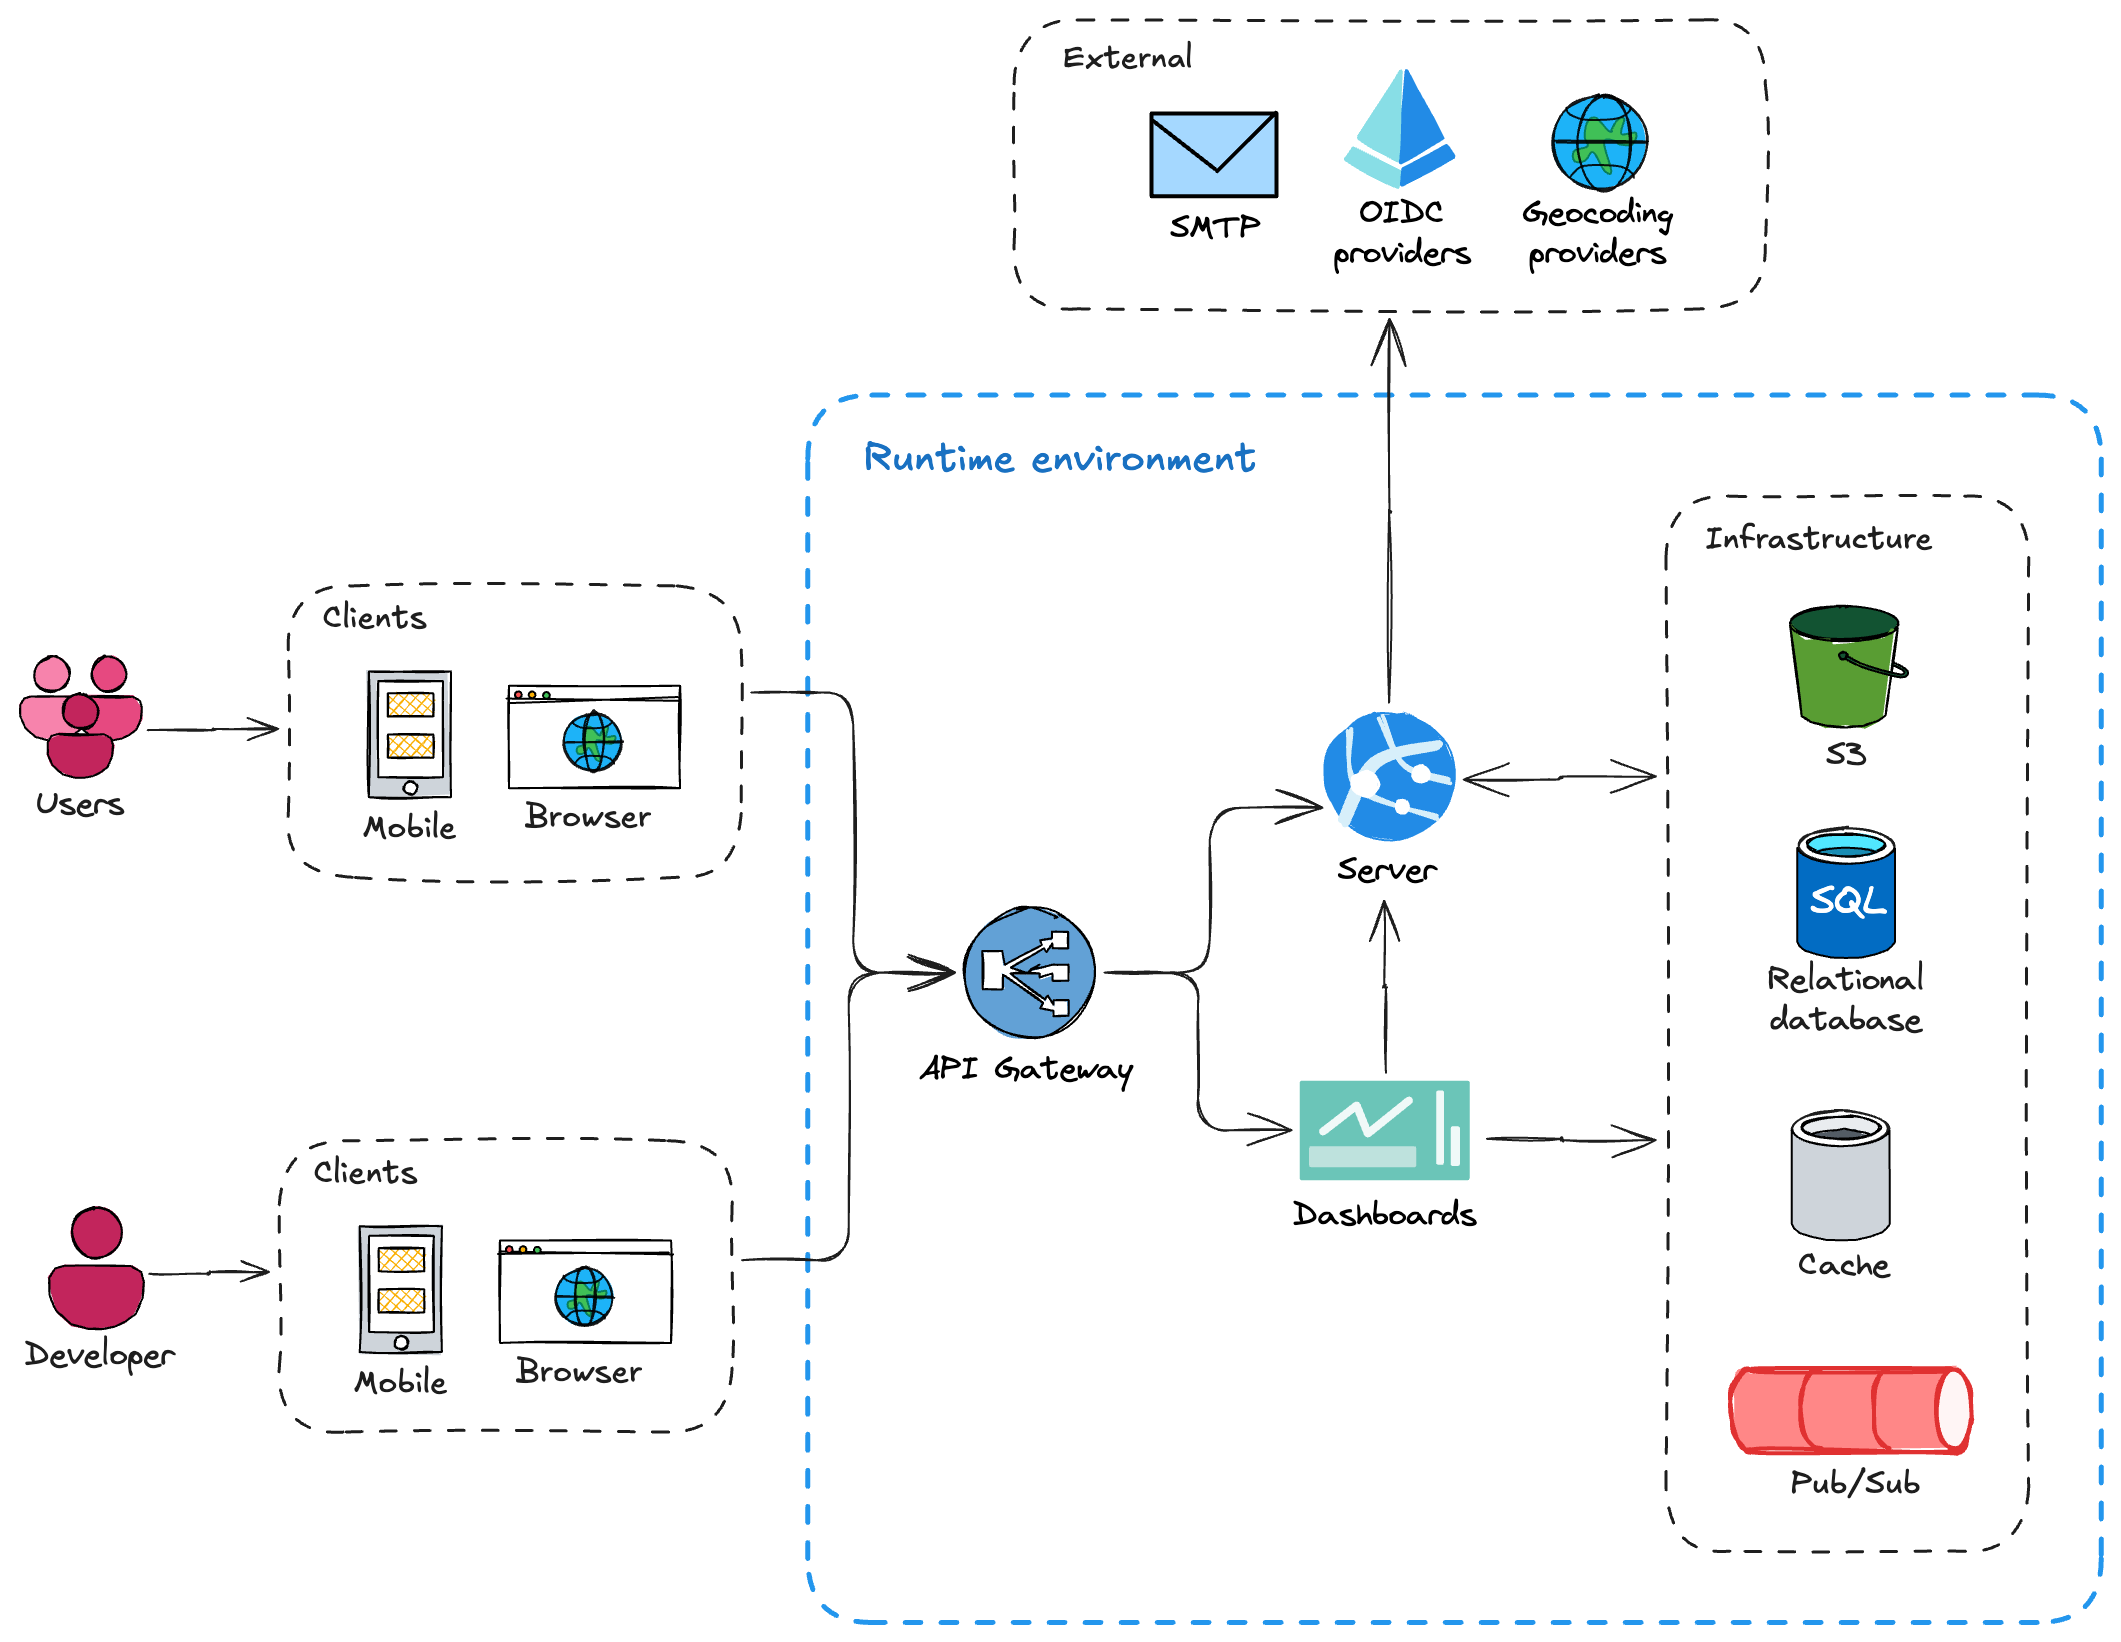 External
SMTP
OIDC
providers
Geocoding
providers
Runtime environment
Infrastructure
S3
SQL
Relational
database
Cache
Pub/Sub
Clients
Mobile
Browser
Users
Server
API Gateway
Dashboards
Clients
Mobile
Browser
Developer